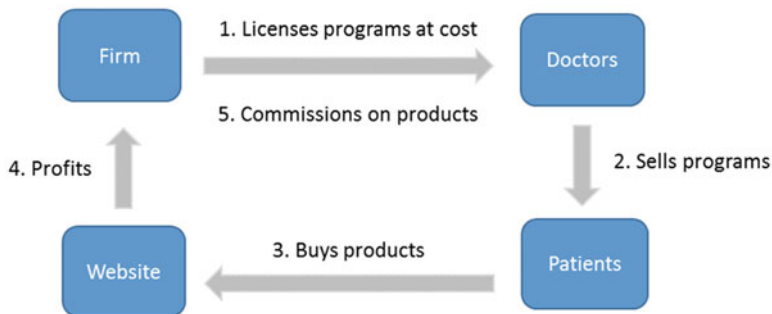 1. Licenses programs at cost
Firm
Doctors
5. Commissions on products
4. Profits
2. Sells programs
3. Buys products
Website
Patients